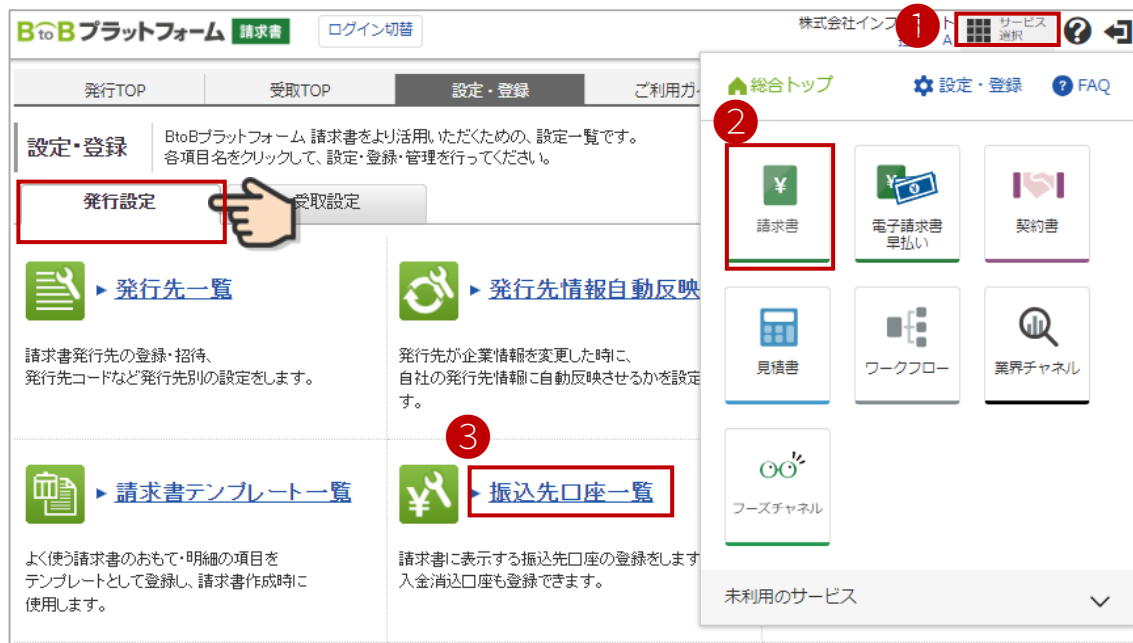 BtoBプラットフォーム 請求書
ログイン切替
株式会社インフ
1
サービス
選択
発行TOP
受取TOP
設定・登録
ご利用ガ
設定・登録
BtoBプラットフォーム 請求書をより活用いただくための、設定一覧です。
各項目名をクリックして、設定・登録・管理を行ってください。
発行設定
受取設定
発行先一覧
請求書発行先の登録・招待、
発行先コードなど発行先別の設定をします。
発行先情報自動反映
発行先が企業情報を変更した時に、
自社の発行先情報に自動反映させるかを設定
す。
請求書テンプレート一覧
よく使う請求書のおもて・明細の項目を
テンプレートとして登録し、請求書作成時に
使用します。
3
振込先口座一覧
請求書に表示する振込先口座の登録をします
入金消込口座も登録できます。
総合トップ
設定・登録
FAQ
2
請求書
電子請求書
早払い
契約書
見積書
ワークフロー
業界チャネル
フーズチャネル
未利用のサービス